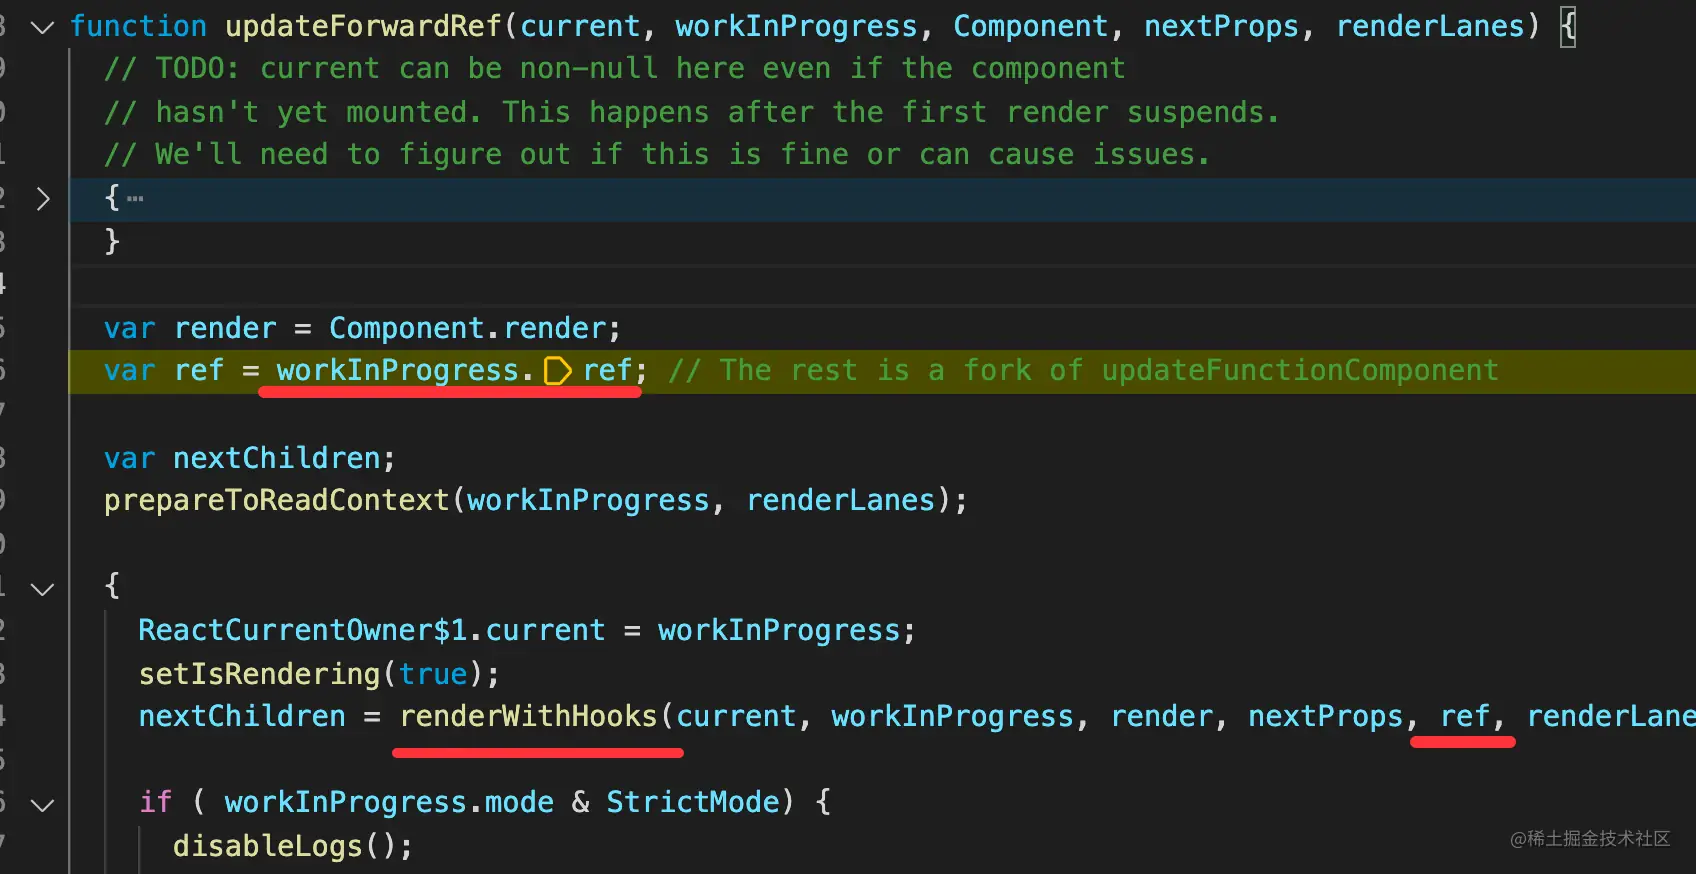 function updateForwardRef(current, workInProgress, Component, nextProps, renderLanes) {
// TODO: current can be non-null here even if the component
// hasn't yet mounted. This happens after the first render suspends.
// We'll need to figure out if this is fine or can cause issues.
{ ⋯
}
var render = Component.render;
var ref = workInProgress. ref; // The rest is a fork of updateFunctionComponent
var nextChildren;
prepareToReadContext(workInProgress, renderLanes);
{
ReactCurrentOwner$1.current = workInProgress;
setIsRendering(true);
nextChildren = renderWithHooks(current, workInProgress, render, nextProps, ref, renderLane
if ( workInProgress.mode & StrictMode) {
disableLogs();
@稀土掘金技术社区